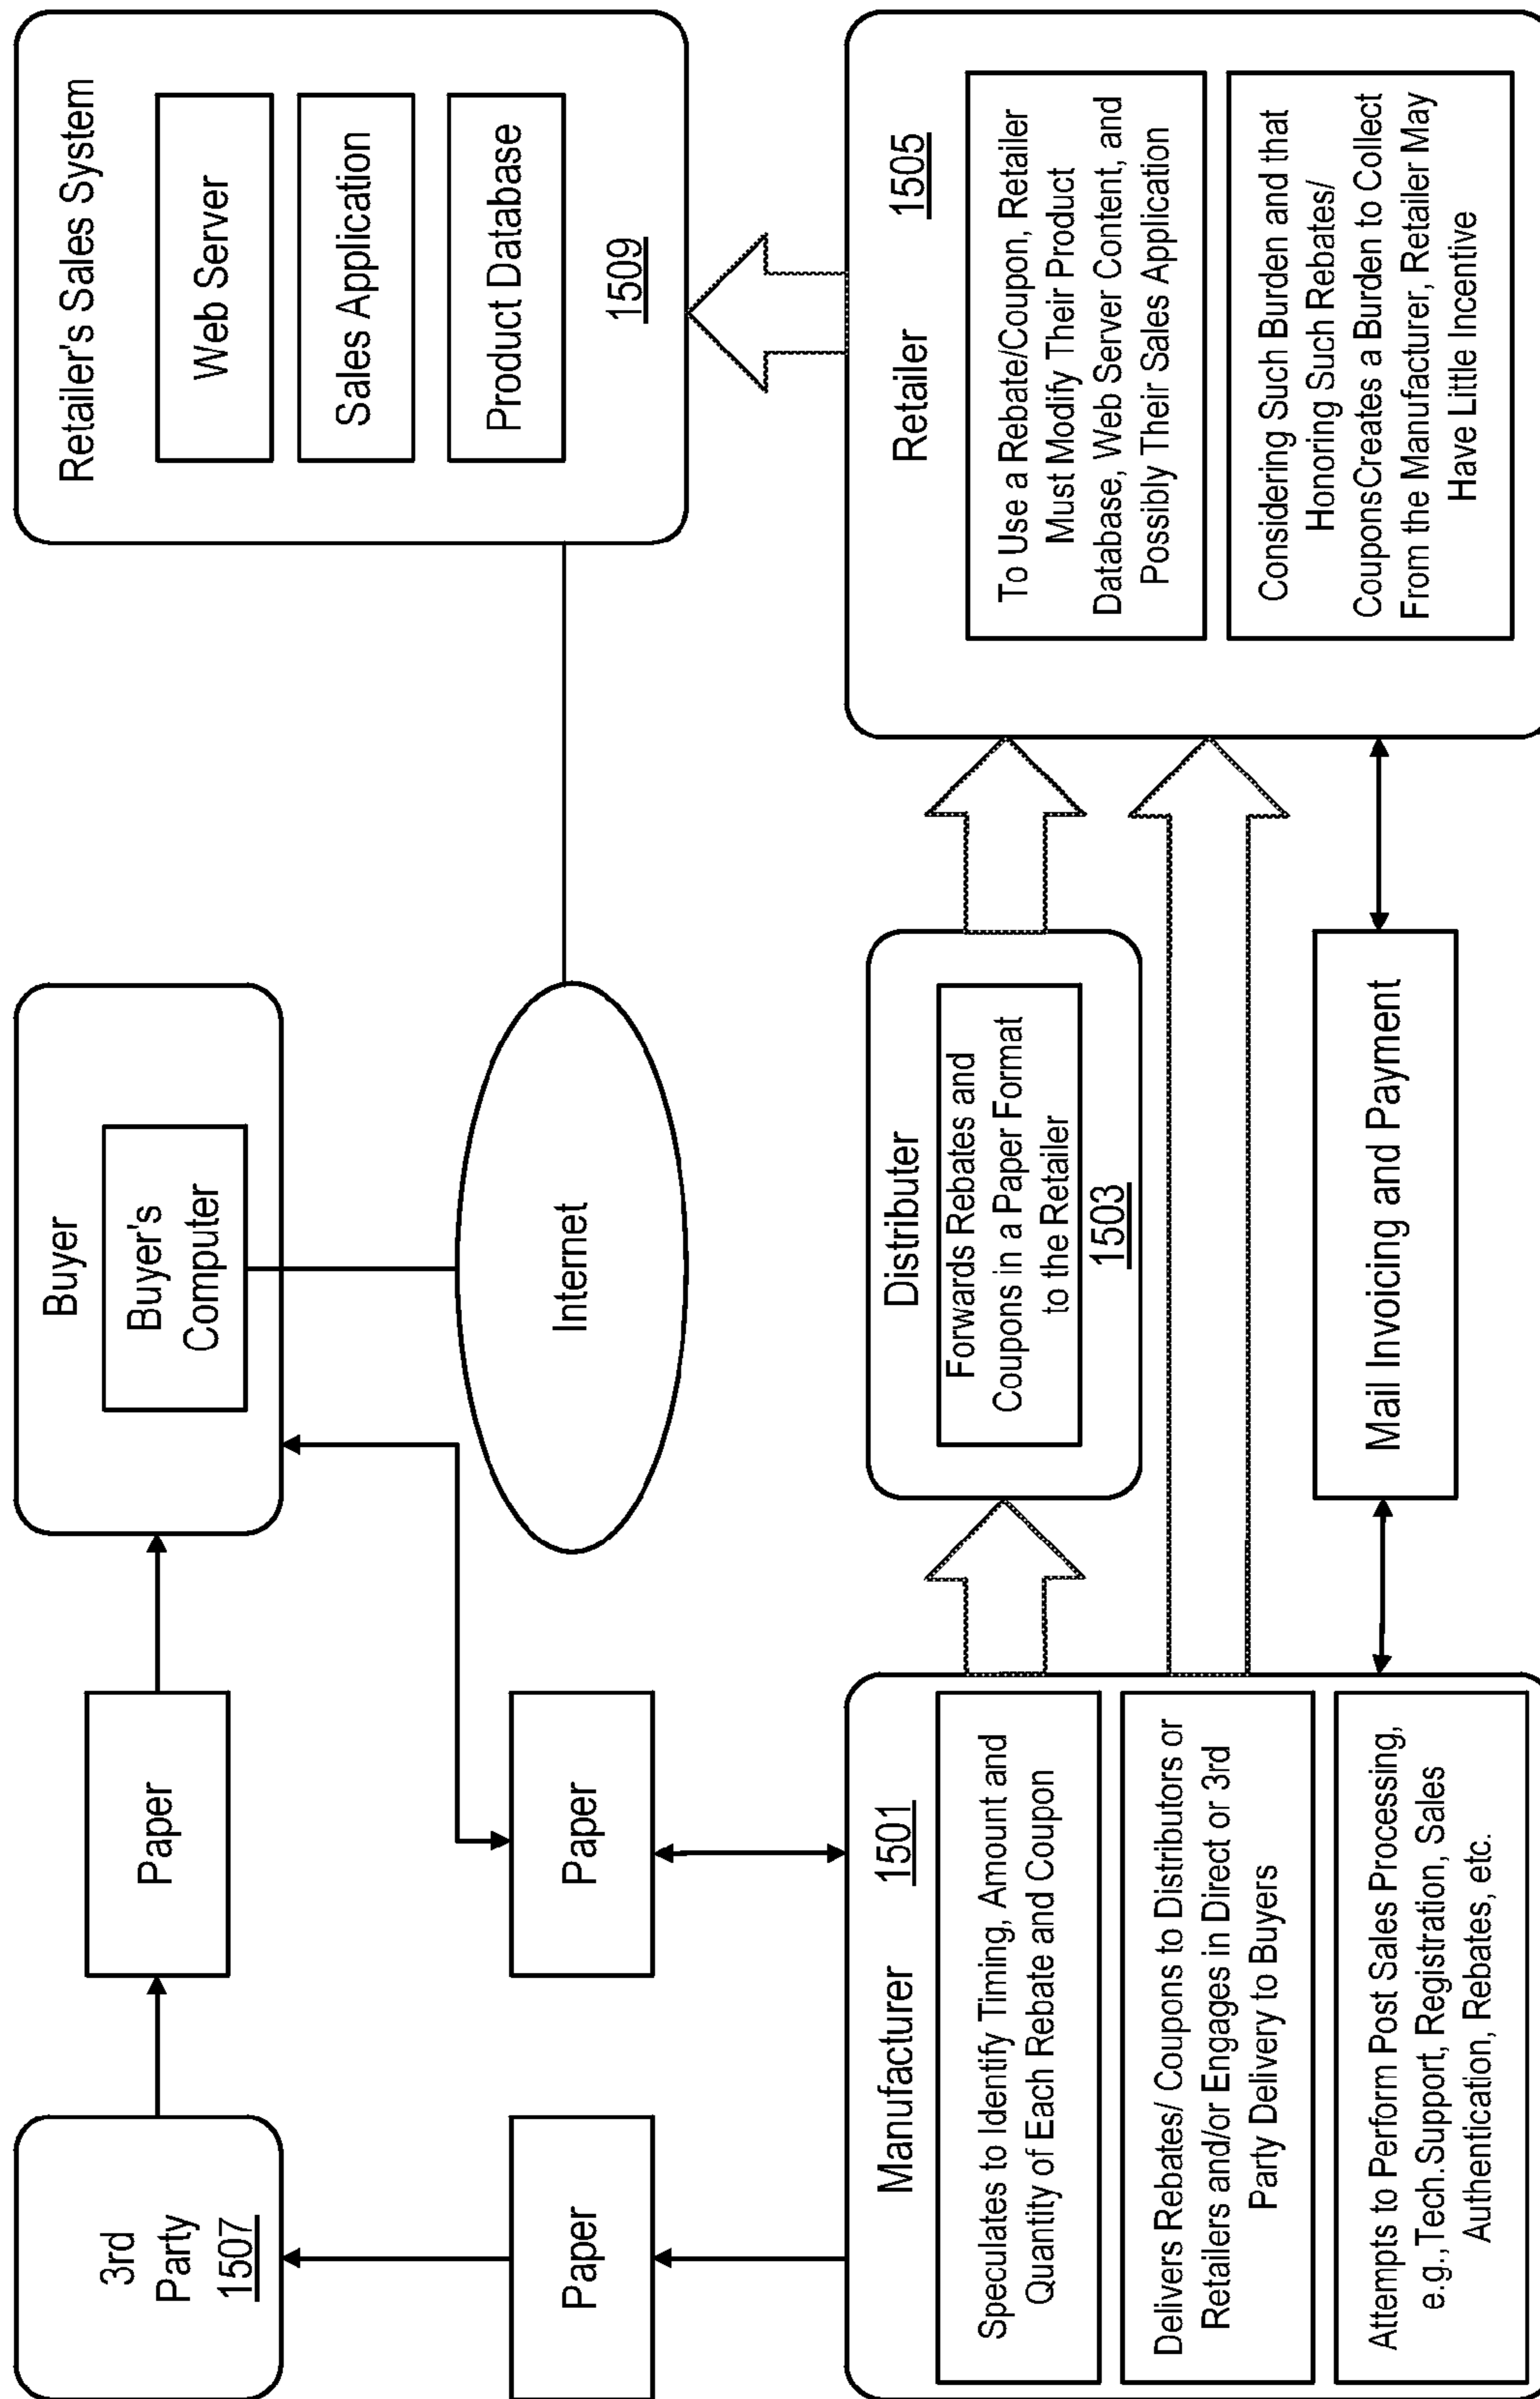 3rd
Party
1507
Paper
Buyer
Buyer's
Computer
Retailer's Sales System
Web Server
Sales Application
Product Database
1509
Paper
Paper
Internet
Manufacturer
1501
Speculates to Identify Timing, Amount and
Quantity of Each Rebate and Coupon
Delivers Rebates/ Coupons to Distributors or
Retailers and/or Engages in Direct or 3rd
Party Delivery to Buyers
Attempts to Perform Post Sales Processing,
e.g.,Tech.Support, Registration, Sales
Authentication, Rebates, etc.
Distributer
Forwards Rebates and
Coupons in a Paper Format
to the Retailer
1503
Mail Invoicing and Payment
Retailer
1505
To Use a Rebate/Coupon, Retailer
Must Modify Their Product
Database, Web Server Content, and
Possibly Their Sales Application
Considering Such Burden and that
Honoring Such Rebates/
CouponsCreates a Burden to Collect
From the Manufacturer, Retailer May
Have Little Incentive